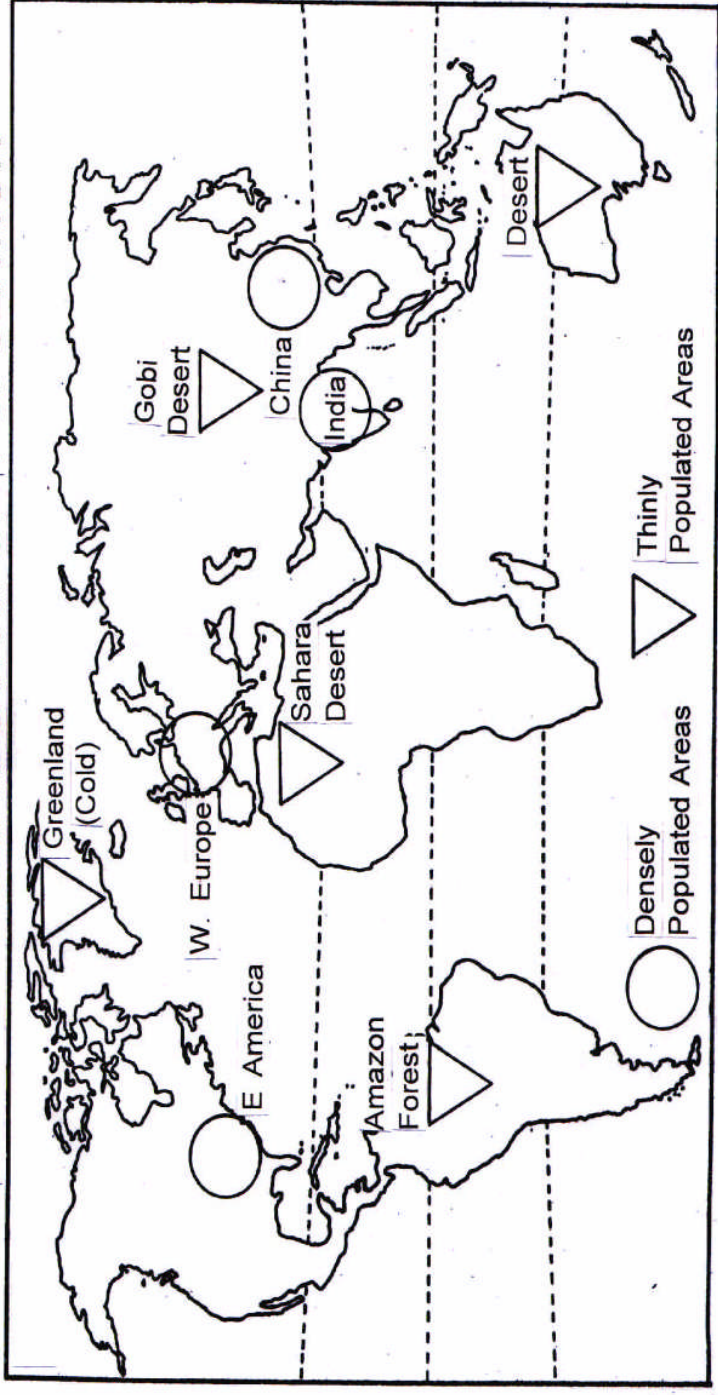 Greenland
(Cold)
Gobi
Desert
W. Europe
E America
China
Sahara
Desert
India
Amazon
Forest
Desert
Densely
Populated Areas
Thinly
Populated Areas